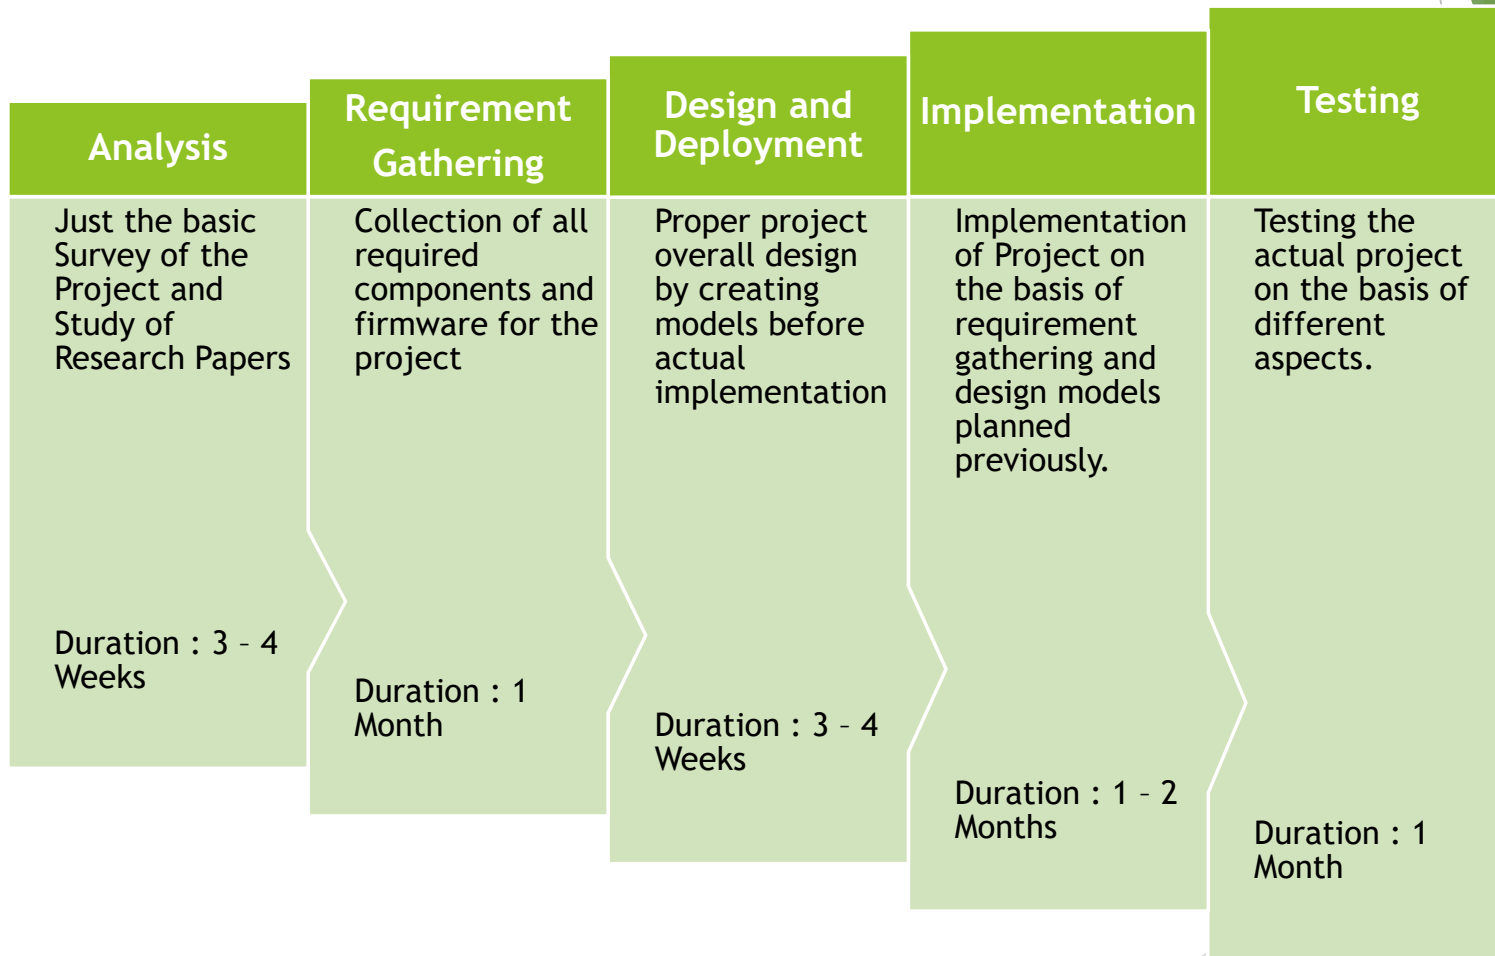 Analysis
Just the basic
Survey of the
Project and
Study of
Research Papers
Duration : 3 – 4
Weeks
Requirement
Gathering
Collection of all
required
components and
firmware for the
project
Duration : 1
Month
Design and
Deployment
Proper project
overall design
by creating
models before
actual
implementation
Duration : 3 – 4
Weeks
Implementation
Implementation
of Project on
the basis of
requirement
gathering and
design models
planned
previously.
Duration : 1 – 2
Months
Testing
Testing the
actual project
on the basis of
different
aspects.
Duration : 1
Month